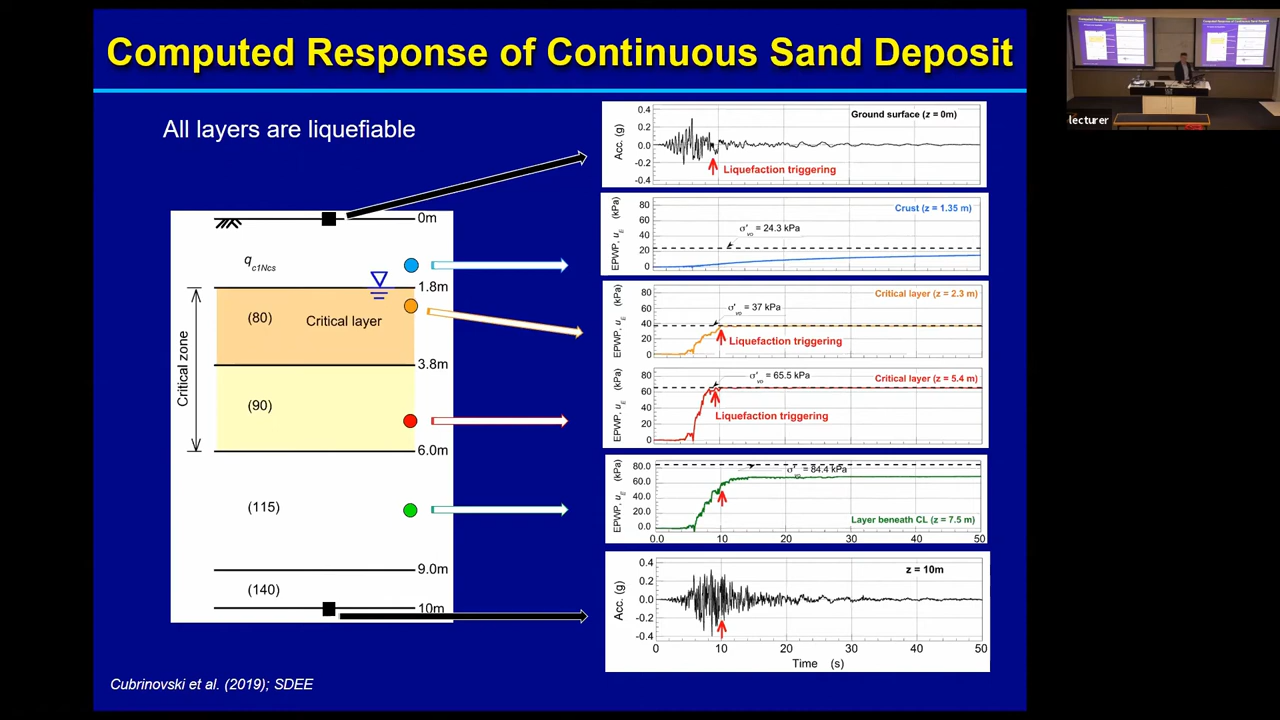 Computed Response of Continuous Sand Deposit
All layers are liquefiable
0m
qc1Ncs
1.8m
(80)
Critical layer
Critical zone
3.8m
(90)
6.0m
(115)
9.0m
(140)
10m
Cubrinovski et al. (2019); SDEE
Ground surface (z = 0m)
Acc. (g)
0.4
0.2
0.0
-0.2
-0.4
Liquefaction triggering
Crust (z = 1.35 m)
EPWP, uE (kPa)
80
60
40
20
0
σ'vo = 24.3 kPa
Critical layer (z = 2.3 m)
EPWP, uE (kPa)
80
60
40
20
0
σ'vo = 37 kPa
Liquefaction triggering
Critical layer (z = 5.4 m)
EPWP, uE (kPa)
80
60
40
20
0
σ'vo = 65.5 kPa
Liquefaction triggering
EPWP, uE (kPa)
80.0
60.0
40.0
20.0
0.0
σ'vo = 84.4 kPa
Layer beneath CL (z = 7.5 m)
0.0 10 20 30 40 50
z = 10m
Acc. (g)
0.4
0.2
0.0
-0.2
-0.4
0 10 20 30 40 50
Time (s)
lecturer